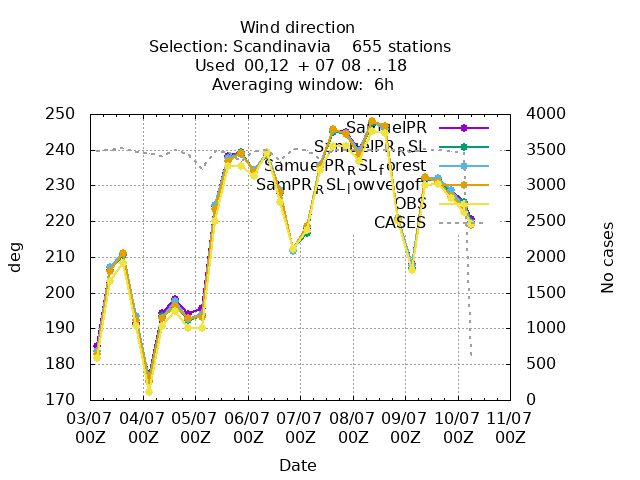 Wind direction
Selection: Scandinavia    655 stations
Used  00,12  + 07 08 ... 18
Averaging window:  6h
250
240
230
220
210
200
190
180
170
deg
4000
3500
3000
2500
2000
1500
1000
500
0
No cases
SamuelPR
SamuelPR_RSL
SamuelPR_RSL_forest
SamPR_RSL_lowvegoff
OBS
CASES
03/07 04/07 05/07 06/07 07/07 08/07 09/07 10/07 11/07
00Z 00Z 00Z 00Z 00Z 00Z 00Z 00Z 00Z
Date